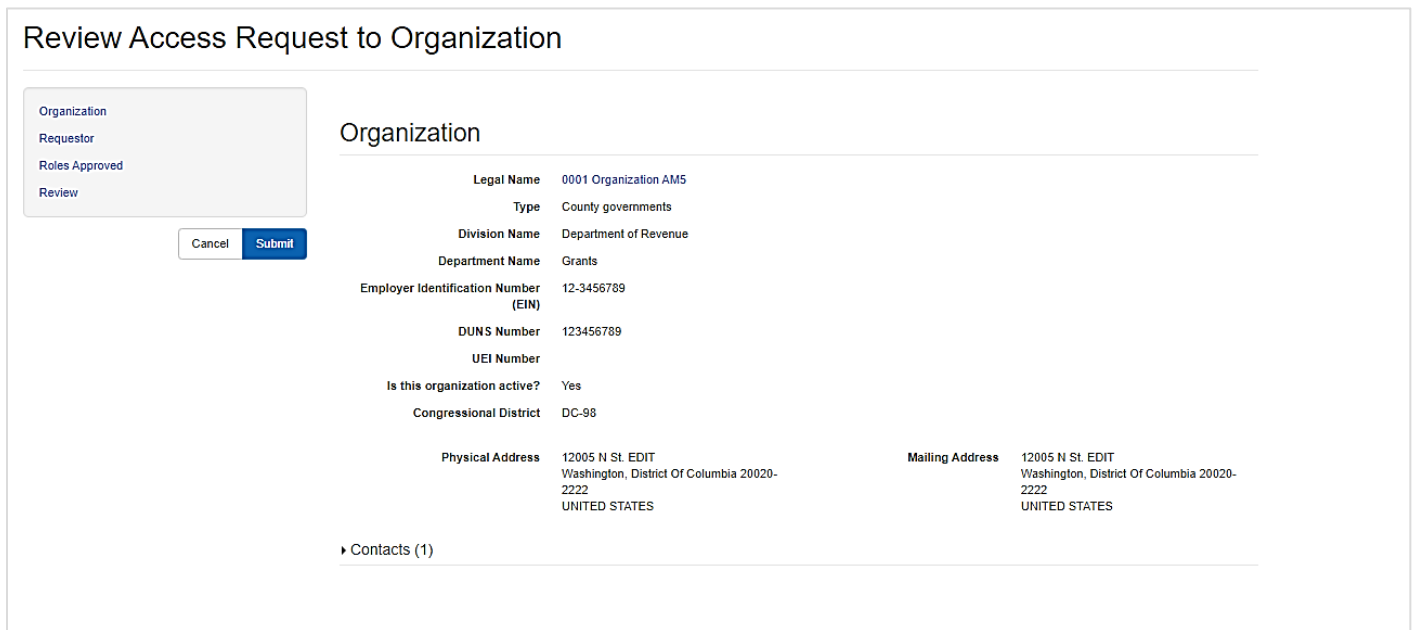 Review Access Request to Organization
Organization
Requestor
Roles Approved
Review
Cancel Submit
Organization
Legal Name 0001 Organization AM5
Type County governments
Division Name Department of Revenue
Department Name Grants
Employer Identification Number 12-3456789
(EIN)
DUNS Number 123456789
UEI Number
Is this organization active? Yes
Congressional District DC-98
Physical Address 12005 N St. EDIT
Washington, District Of Columbia 20020-
2222
UNITED STATES
Mailing Address 12005 N St. EDIT
Washington, District Of Columbia 20020-
2222
UNITED STATES
Contacts (1)